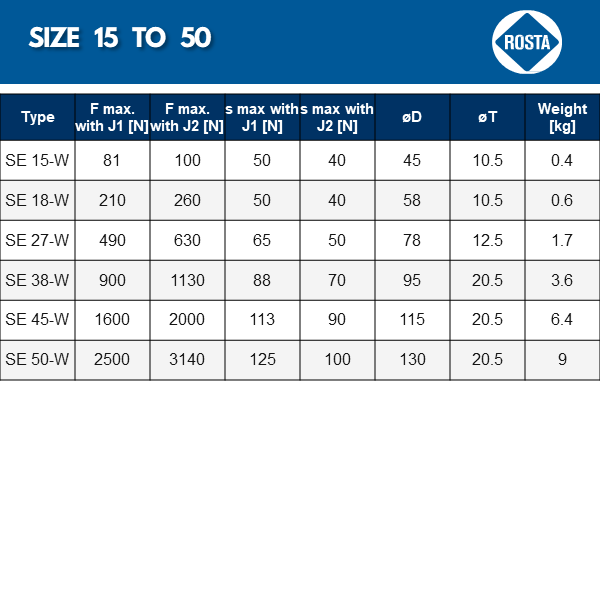 SIZE 15 TO 50
ROSTA
Type F max. with J1 [N] F max. with J2 [N] s max with J1 [N] s max with J2 [N] øD øT Weight [kg]
SE 15-W 81 100 50 40 45 10.5 0.4
SE 18-W 210 260 50 40 58 10.5 0.6
SE 27-W 490 630 65 50 78 12.5 1.7
SE 38-W 900 1130 88 70 95 20.5 3.6
SE 45-W 1600 2000 113 90 115 20.5 6.4
SE 50-W 2500 3140 125 100 130 20.5 9